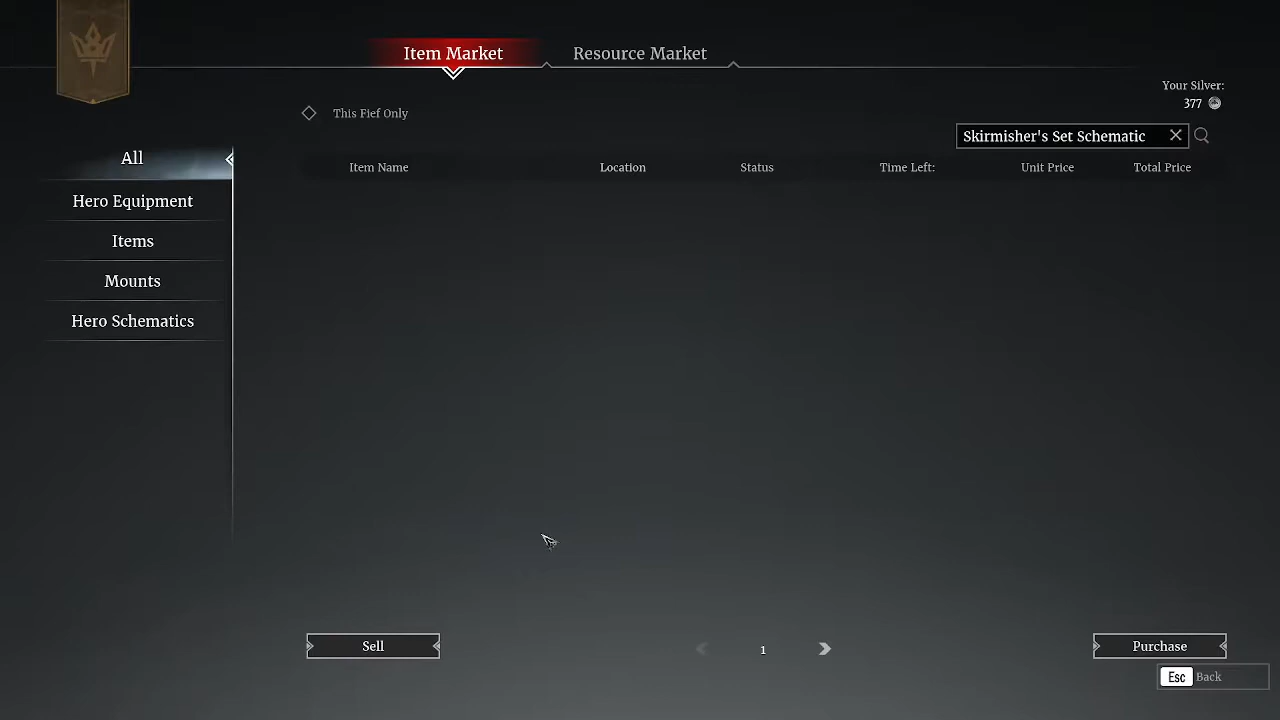 Item Market
Resource Market
Your Silver:
377
This Fief Only
Skirmisher's Set Schematic
Item Name
Location
Status
Time Left:
Unit Price
Total Price
All
Hero Equipment
Items
Mounts
Hero Schematics
Sell
1
Purchase
Esc Back